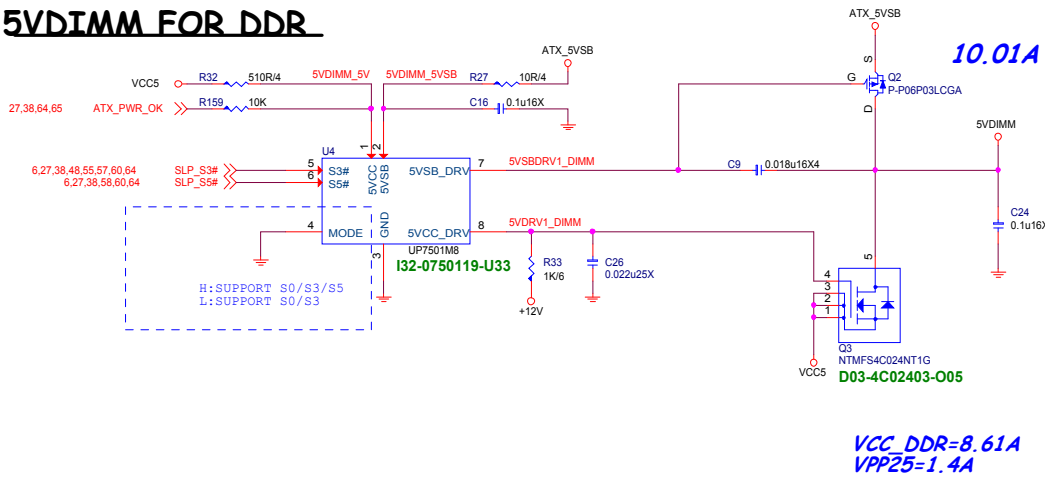 5VDIMM FOR DDR
ATX_5VSB
10.01A
ATX_5VSB
VCC5 R32 510R/4 5VDIMM_5V 5VDIMM_5VSB R27 10R/4
S
G Q2
P-P06P03LCGA
D
27,38,64,65 ATX_PWR_OK R159 10K C16 0.1u16X
5VDIMM
U4
1 2
6,27,38,48,55,57,60,64 SLP_S3# 5 S3# 5VCC 5VSB 5VSB_DRV 7 5VSBDRV1_DIMM C9 0.018u16X4
6,27,38,58,60,64 SLP_S5# 6 S5#
C24
0.1u16X
4 MODE GND 5VCC_DRV 8 5VDRV1_DIMM
3 UP7501M8
I32-0750119-U33
R33
1K/6
C26
0.022u25X
+12V
H:SUPPORT S0/S3/S5
L:SUPPORT S0/S3
5
4
3
2
1
Q3
NTMFS4C024NT1G
D03-4C02403-O05
VCC5
VCC_DDR=8.61A
VPP25=1.4A